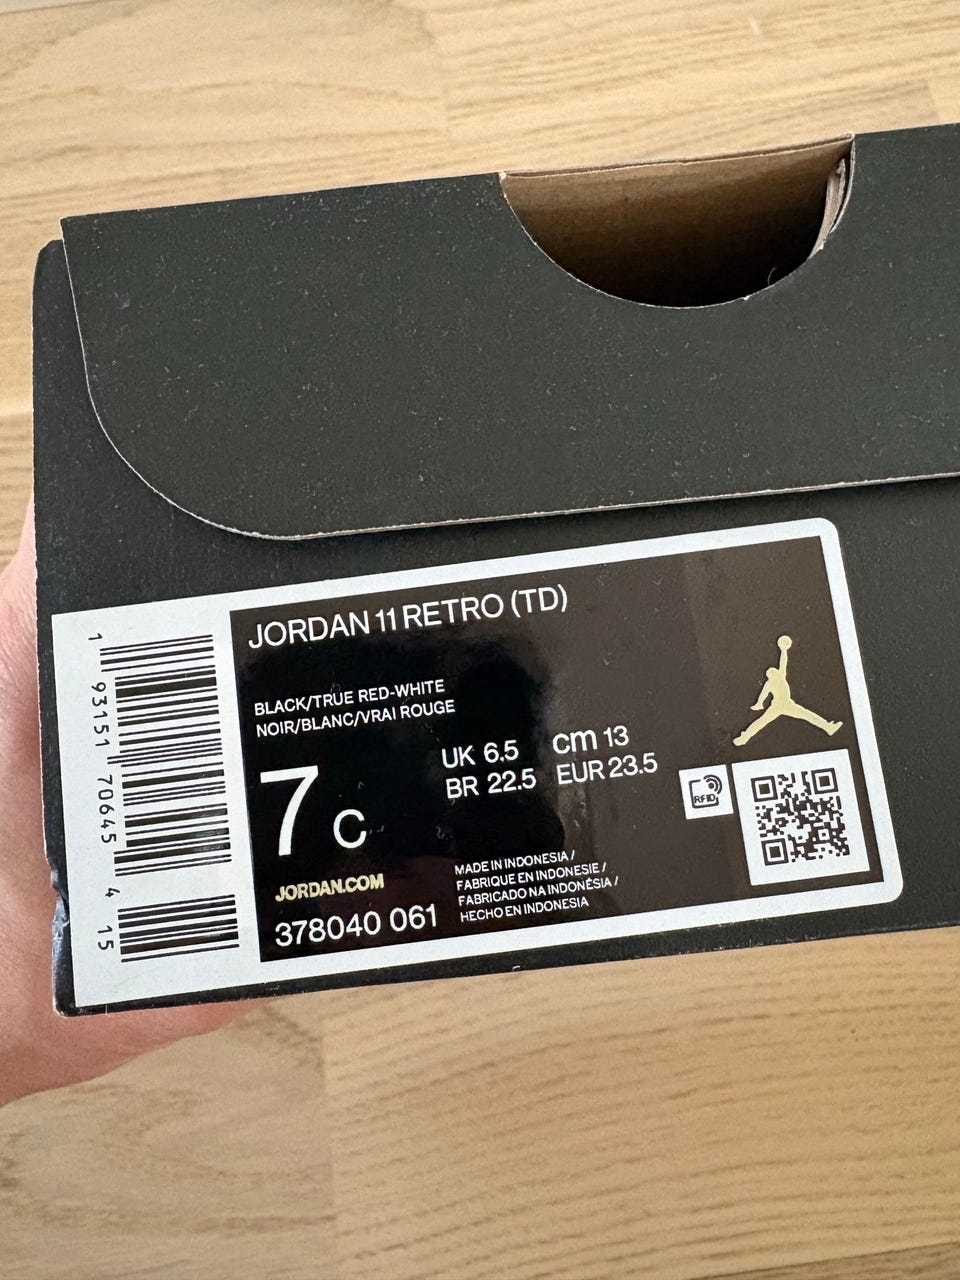 JORDAN 11 RETRO (TD)
BLACK/TRUE RED-WHITE
NOIR/BLANC/VRAI ROUGE
7 C
UK 6.5 cm 13
BR 22.5 EUR 23.5
RFID
JORDAN.COM
378040 061
MADE IN INDONESIA /
FABRIQUE EN INDONESIE /
FABRICADO NA INDONÉSIA /
HECHO EN INDONESIA
1 93151 70645 4 15